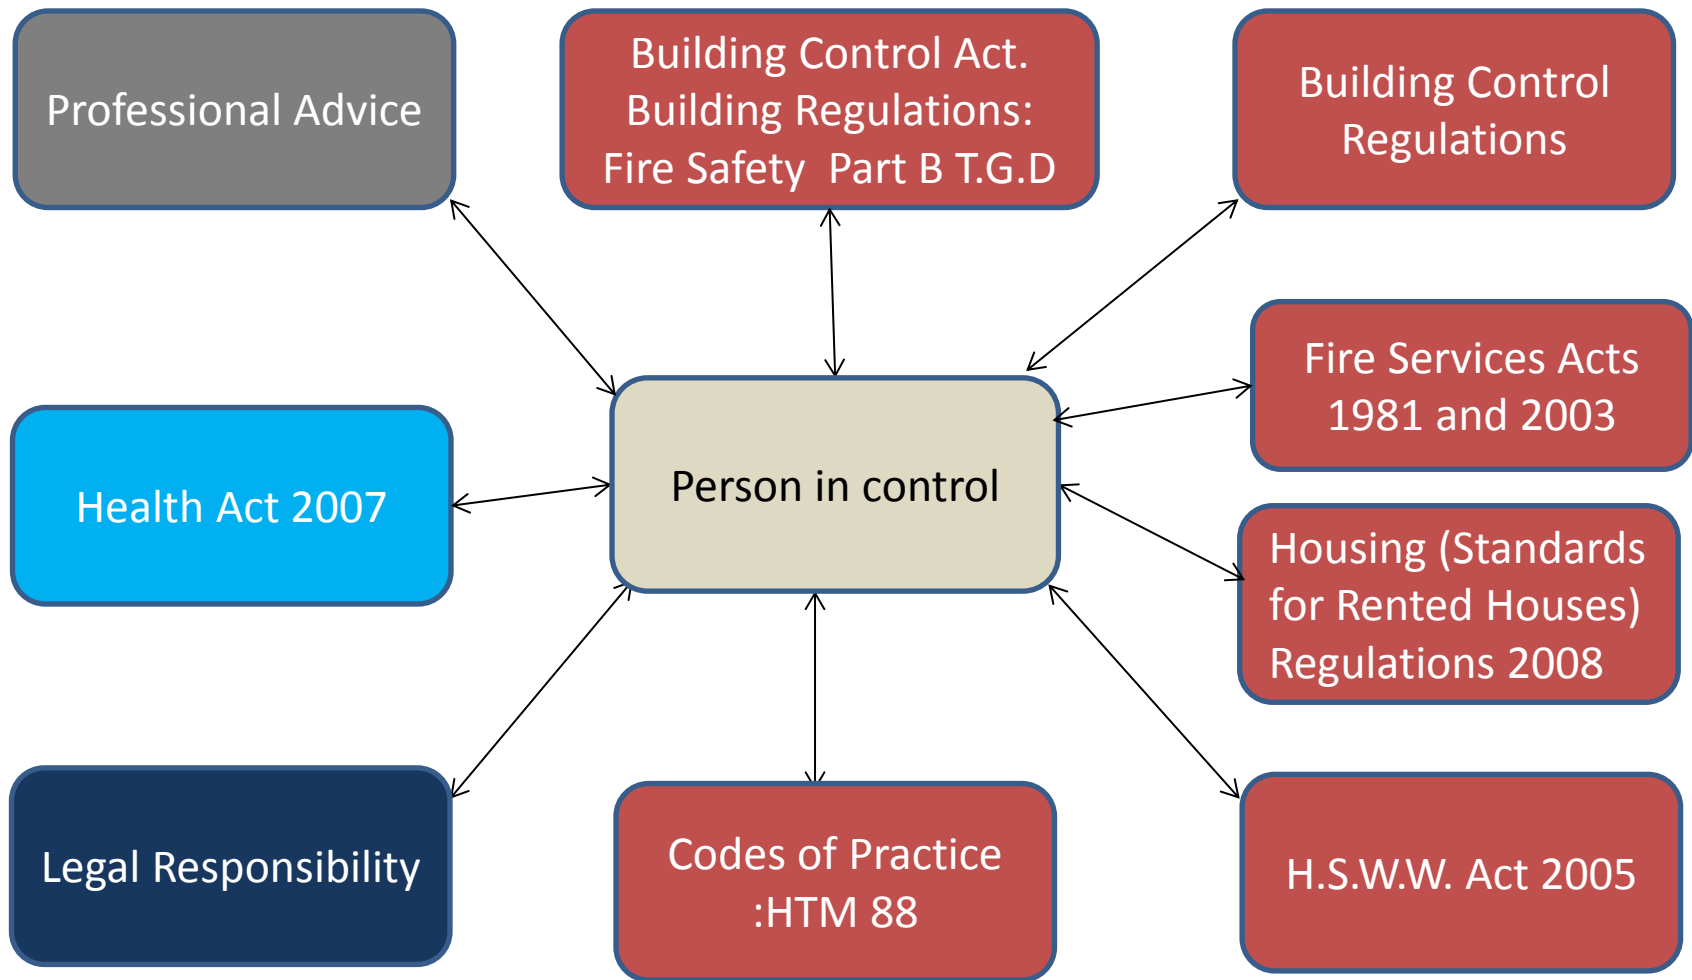 Professional Advice
Building Control Act.
Building Regulations:
Fire Safety  Part B T.G.D
Building Control
Regulations
Fire Services Acts
1981 and 2003
Health Act 2007
Person in control
Housing (Standards
for Rented Houses)
Regulations 2008
Legal Responsibility
Codes of Practice
:HTM 88
H.S.W.W. Act 2005